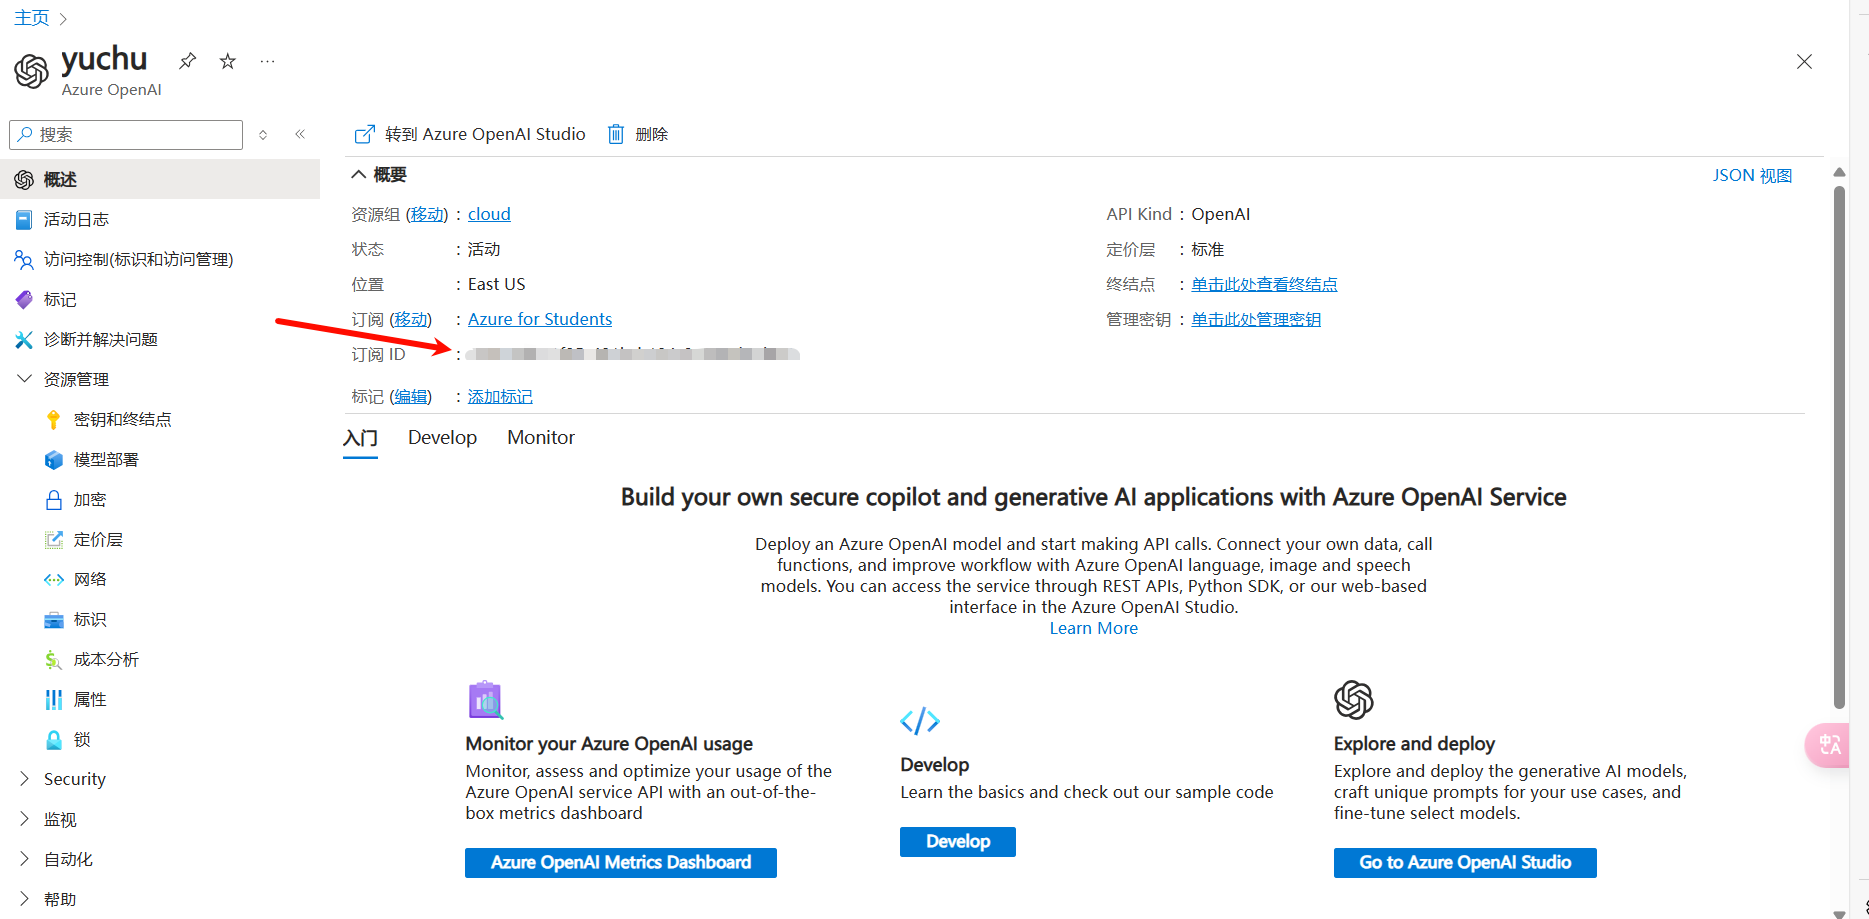 主页
yuchu
Azure OpenAI
搜索
概述
活动日志
访问控制(标识和访问管理)
标记
诊断并解决问题
资源管理
密钥和终结点
模型部署
加密
定价层
网络
标识
成本分析
属性
锁
Security
监视
自动化
帮助
转到 Azure OpenAI Studio
删除
概要
JSON 视图
资源组 (移动) : cloud
状态 : 活动
位置 : East US
订阅 (移动) : Azure for Students
订阅 ID :
标记 (编辑) : 添加标记
API Kind : OpenAI
定价层 : 标准
终结点 : 单击此处查看终结点
管理密钥 : 单击此处管理密钥
入门 Develop Monitor
Build your own secure copilot and generative AI applications with Azure OpenAI Service
Deploy an Azure OpenAI model and start making API calls. Connect your own data, call
functions, and improve workflow with Azure OpenAI language, image and speech
models. You can access the service through REST APIs, Python SDK, or our web-based
interface in the Azure OpenAI Studio.
Learn More
Monitor your Azure OpenAI usage
Monitor, assess and optimize your usage of the
Azure OpenAI service API with an out-of-the-
box metrics dashboard
Azure OpenAI Metrics Dashboard
Develop
Learn the basics and check out our sample code
Develop
Explore and deploy
Explore and deploy the generative AI models,
craft unique prompts for your use cases, and
fine-tune select models.
Go to Azure OpenAI Studio
中A